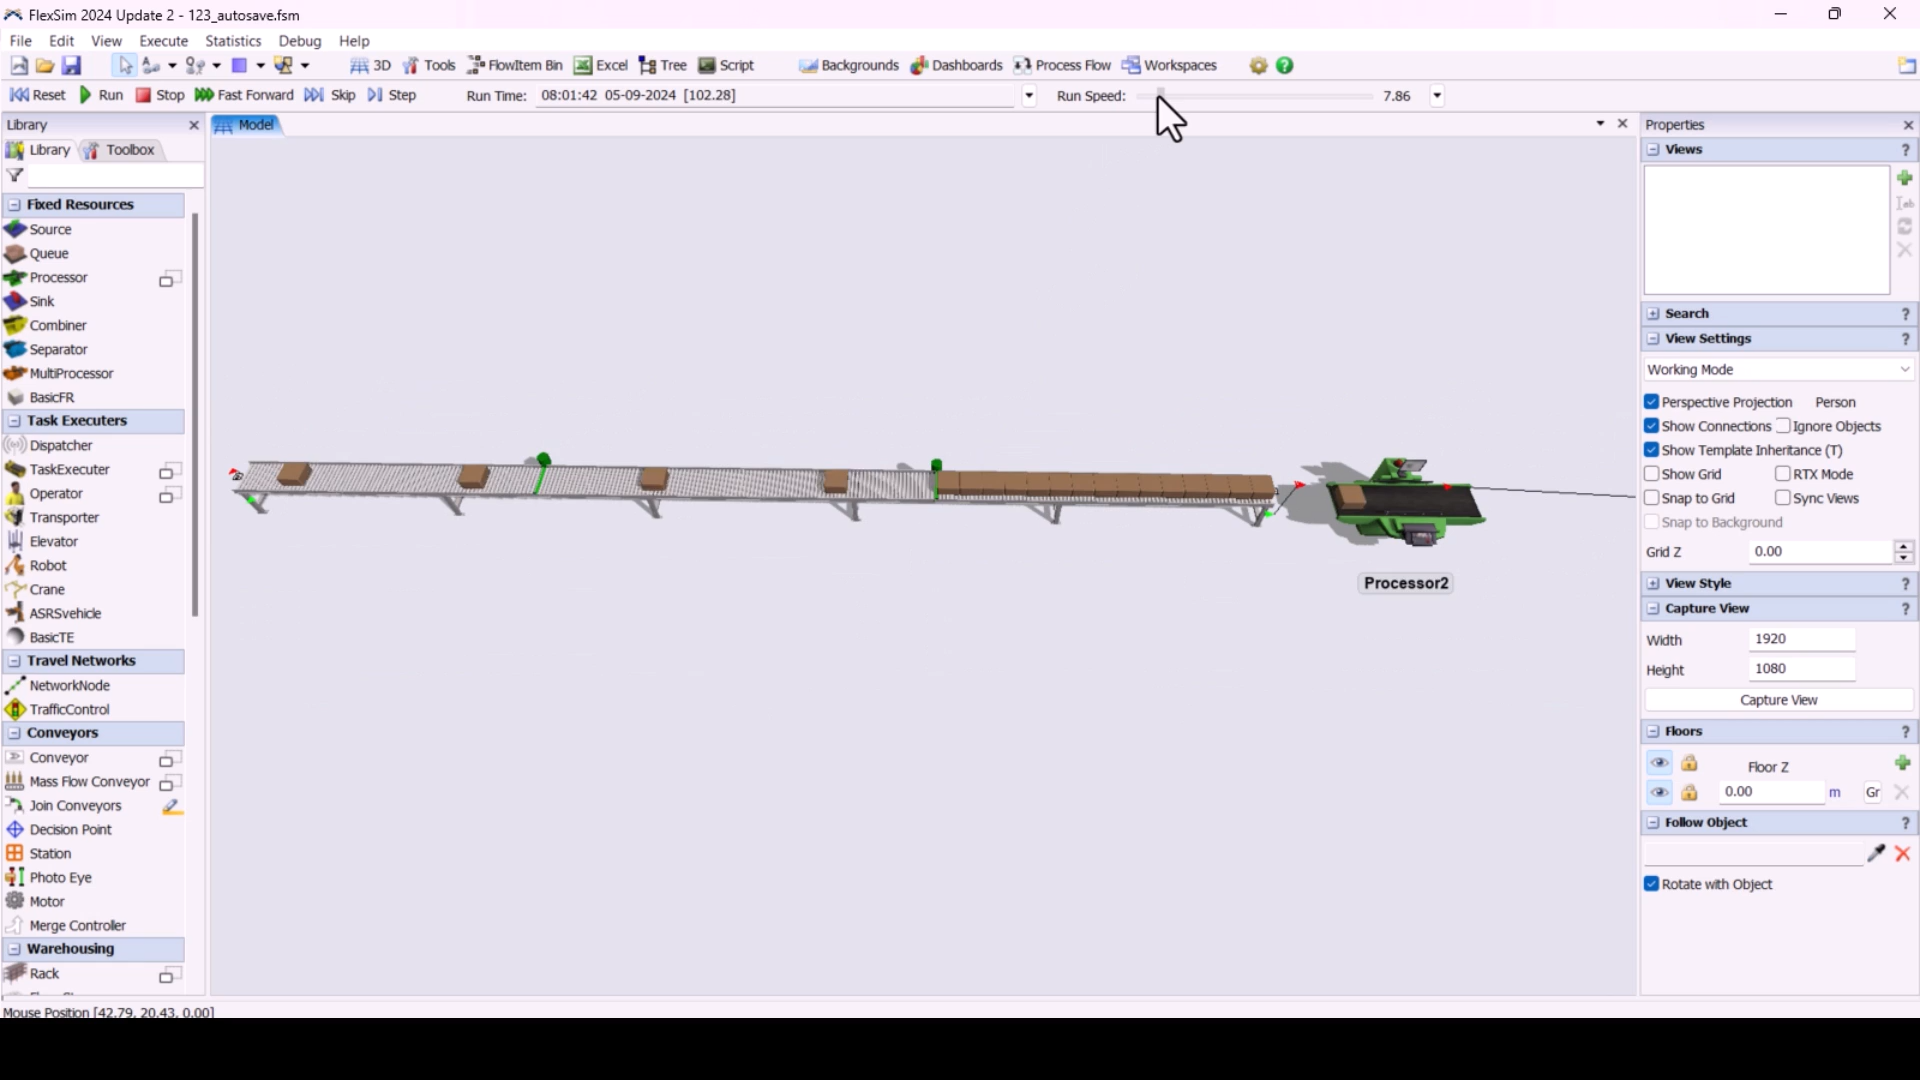 FlexSim 2024 Update 2 - 123_autosave.fsm
File Edit View Execute Statistics Debug Help
3D Tools FlowItem Bin Excel Tree Script Backgrounds Dashboards Process Flow Workspaces
Reset Run Stop Fast Forward Skip Step Run Time: 08:01:42 05-09-2024 [102.28] Run Speed: 7.86
Library
Library Toolbox
Fixed Resources
Source
Queue
Processor
Sink
Combiner
Separator
MultiProcessor
BasicFR
Task Executers
Dispatcher
TaskExecuter
Operator
Transporter
Elevator
Robot
Crane
ASRSvehicle
BasicTE
Travel Networks
NetworkNode
TrafficControl
Conveyors
Conveyor
Mass Flow Conveyor
Join Conveyors
Decision Point
Station
Photo Eye
Motor
Merge Controller
Warehousing
Rack
Mouse Position [42.79, 20.43, 0.00]
Model
Processor2
Properties
Views ?
Search ?
View Settings ?
Working Mode
Perspective Projection Person
Show Connections Ignore Objects
Show Template Inheritance (T)
Show Grid RTX Mode
Snap to Grid Sync Views
Snap to Background
Grid Z 0.00
View Style ?
Capture View ?
Width 1920
Height 1080
Capture View
Floors ?
Floor Z
0.00 m Gr
Follow Object ?
Rotate with Object